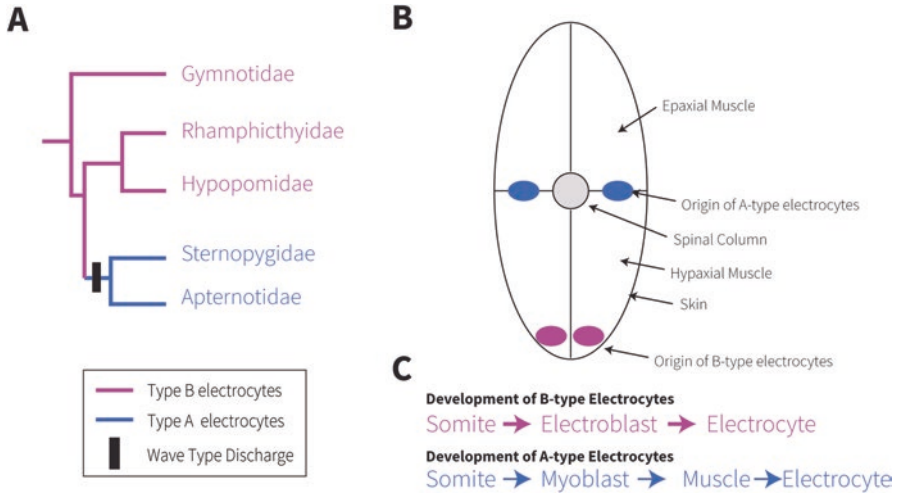 A
Gymnotidae
Rhamphicthyidae
Hypopomidae
Sternopygidae
Apternotidae
Type B electrocytes
Type A electrocytes
Wave Type Discharge
B
Epaxial Muscle
Origin of A-type electrocytes
Spinal Column
Hypaxial Muscle
Skin
Origin of B-type electrocytes
C
Development of B-type Electrocytes
Somite → Electroblast → Electrocyte
Development of A-type Electrocytes
Somite → Myoblast → Muscle → Electrocyte